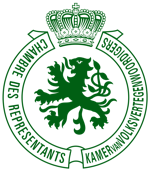 CHAMBRE DES REPRESENTANTS
KAMER VAN VOLKSVERTEGENWOORDIGERS